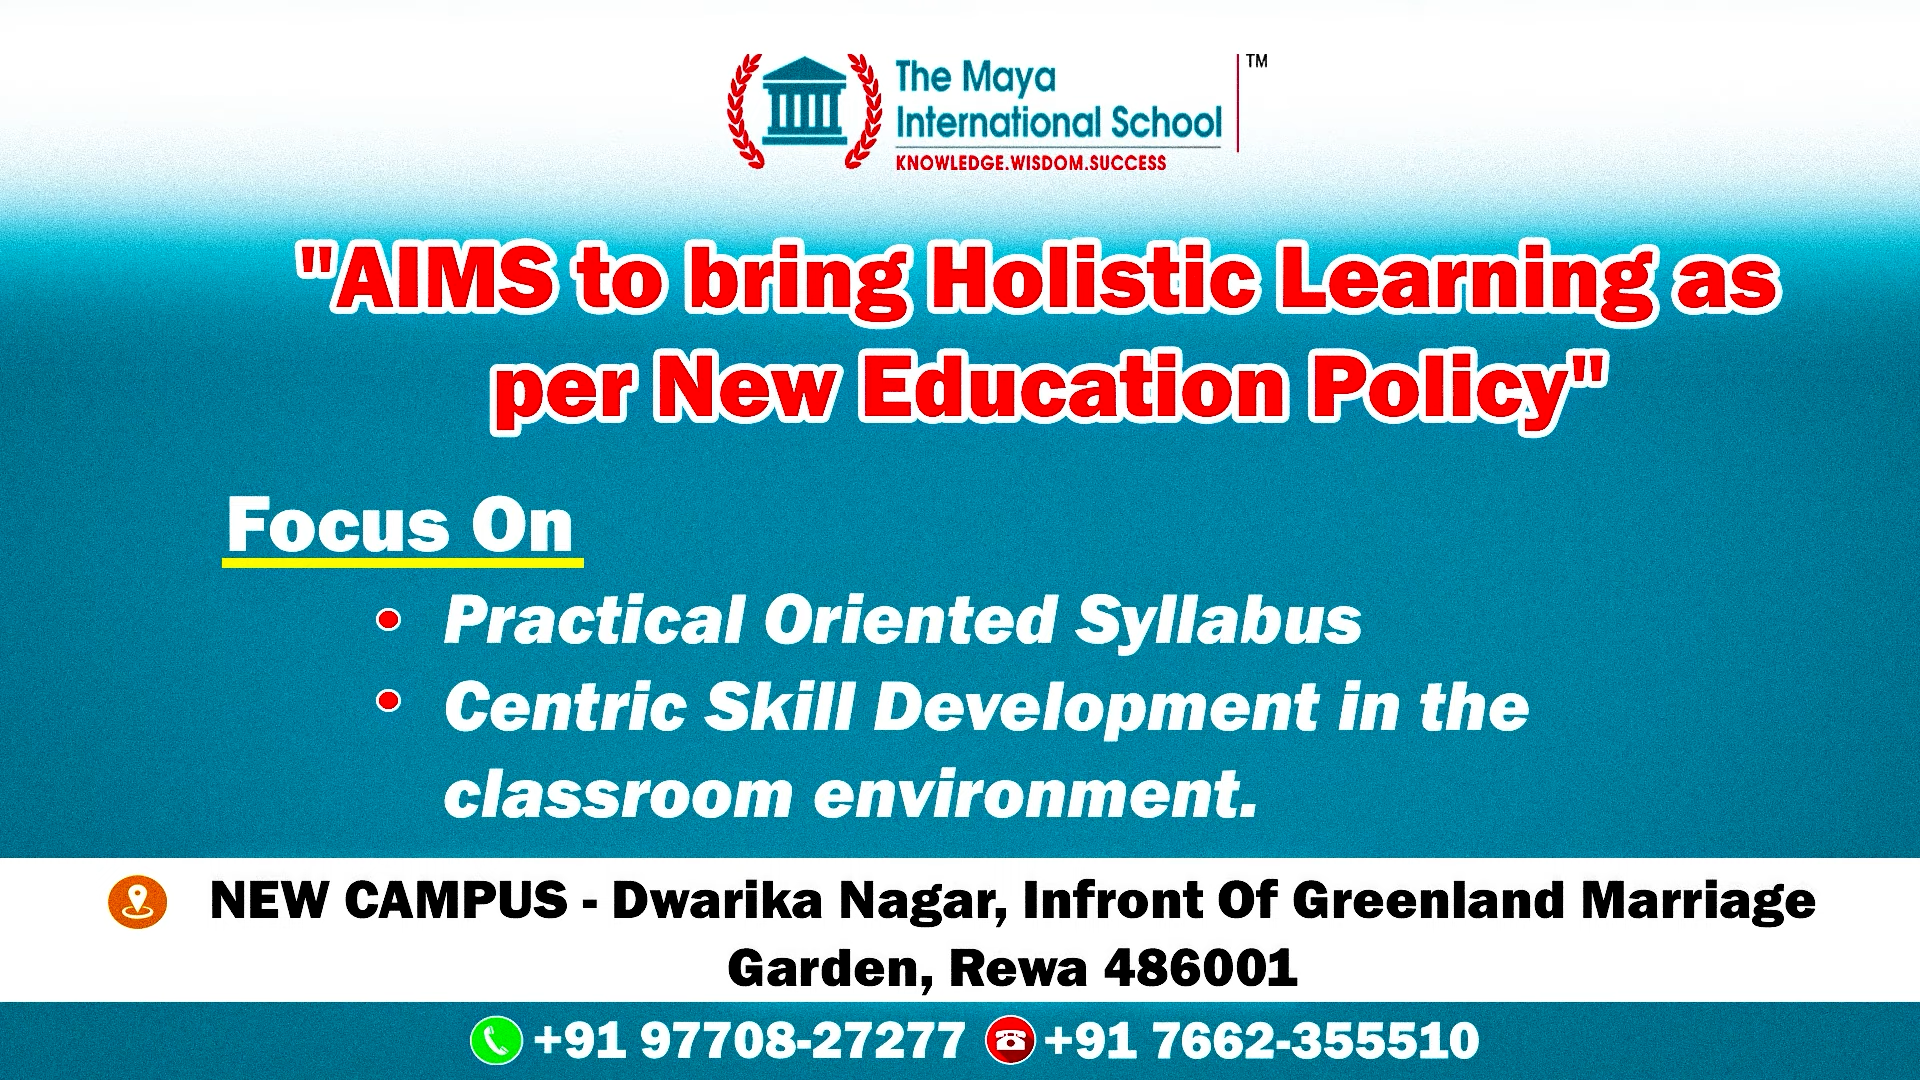 The Maya
International School
TM
KNOWLEDGE.WISDOM.SUCCESS
"AIMS to bring Holistic Learning as
per New Education Policy"
Focus On
• Practical Oriented Syllabus
• Centric Skill Development in the
classroom environment.
NEW CAMPUS - Dwarika Nagar, Infront Of Greenland Marriage
Garden, Rewa 486001
+91 97708-27277 +91 7662-355510